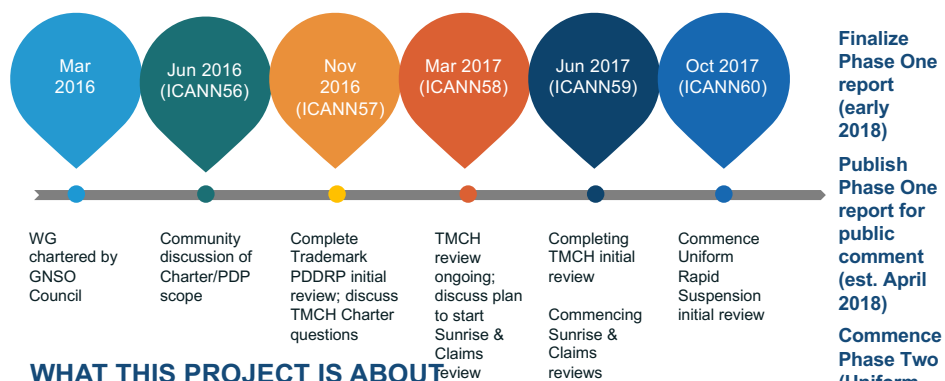 Mar
2016
Jun 2016
(ICANN56)
Nov
2016
(ICANN57)
Mar 2017
(ICANN58)
Jun 2017
(ICANN59)
Oct 2017
(ICANN60)
WG
chartered by
GNSO
Council
Community
discussion of
Charter/PDP
scope
Complete
Trademark
PDDRP initial
review; discuss
TMCH Charter
questions
TMCH
review
ongoing;
discuss plan
to start
Sunrise &
Claims
review
Completing
TMCH initial
review
Commencing
Sunrise &
Claims
reviews
Commence
Uniform
Rapid
Suspension
initial review
Finalize
Phase One
report
(early
2018)
Publish
Phase One
report for
public
comment
(est. April
2018)
Commence
Phase Two
(Uniform
WHAT THIS PROJECT IS ABOUT